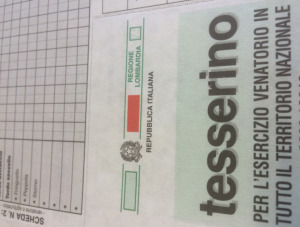 REGIONE
LOMBARDIA
REPUBBLICA ITALIANA
tesserino
PER L'ESERCIZIO VENATORIO IN
TUTTO IL TERRITORIO NAZIONALE
SCHEDA N. 2: